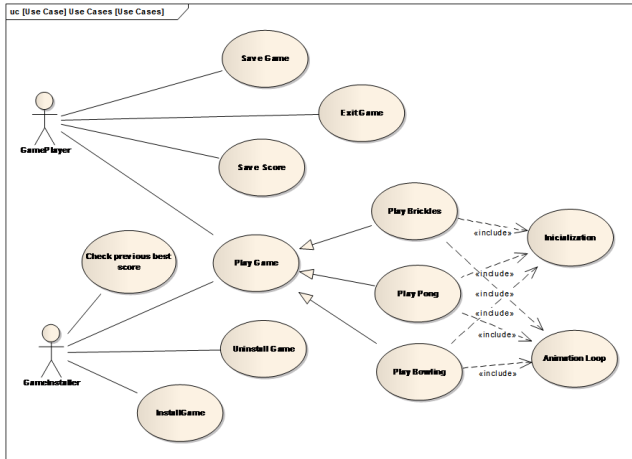 uc [Use Case] Use Cases [Use Cases]
Save Game
Exit Game
GamePlayer
Save Score
Play Brickles
«include»
Inicialization
Check previous best
score
Play Game
«include»
Play Pong
«include»
«include»
Uninstall Game
Animation Loop
Play Bowling
«include»
GameInstaller
InstallGame